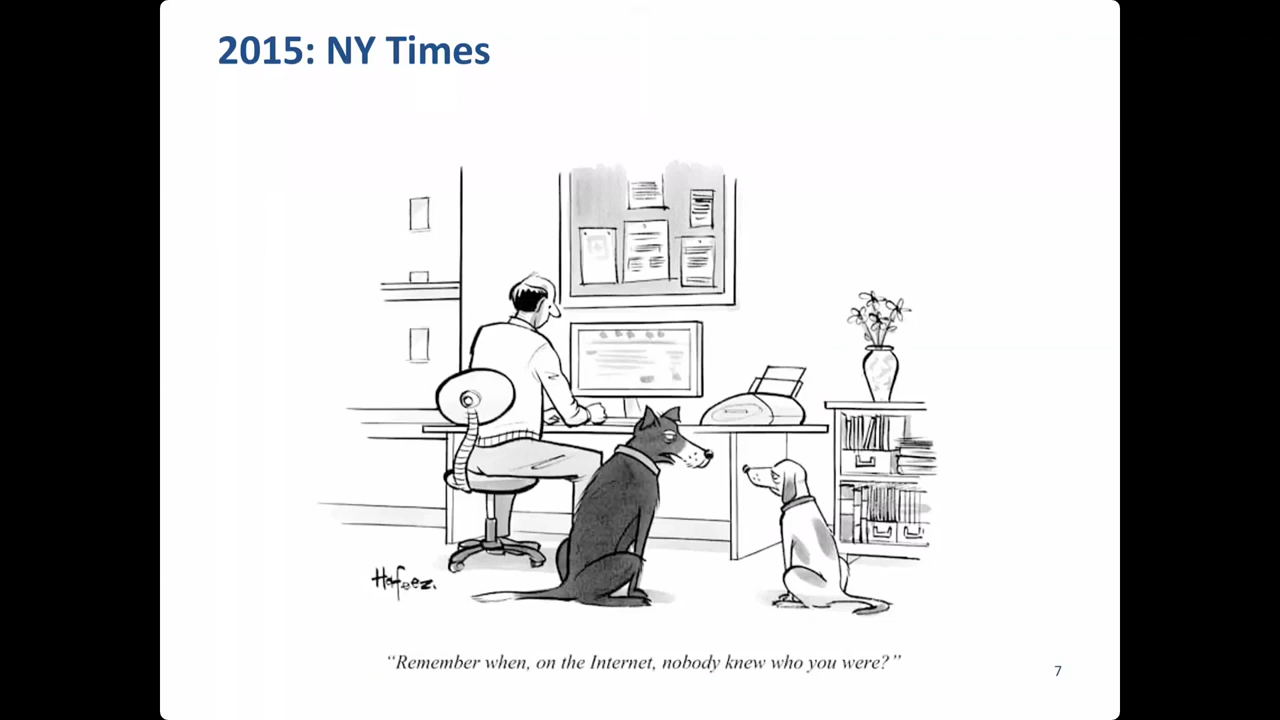 2015: NY Times
Hafeez.
“Remember when, on the Internet, nobody knew who you were?”
7